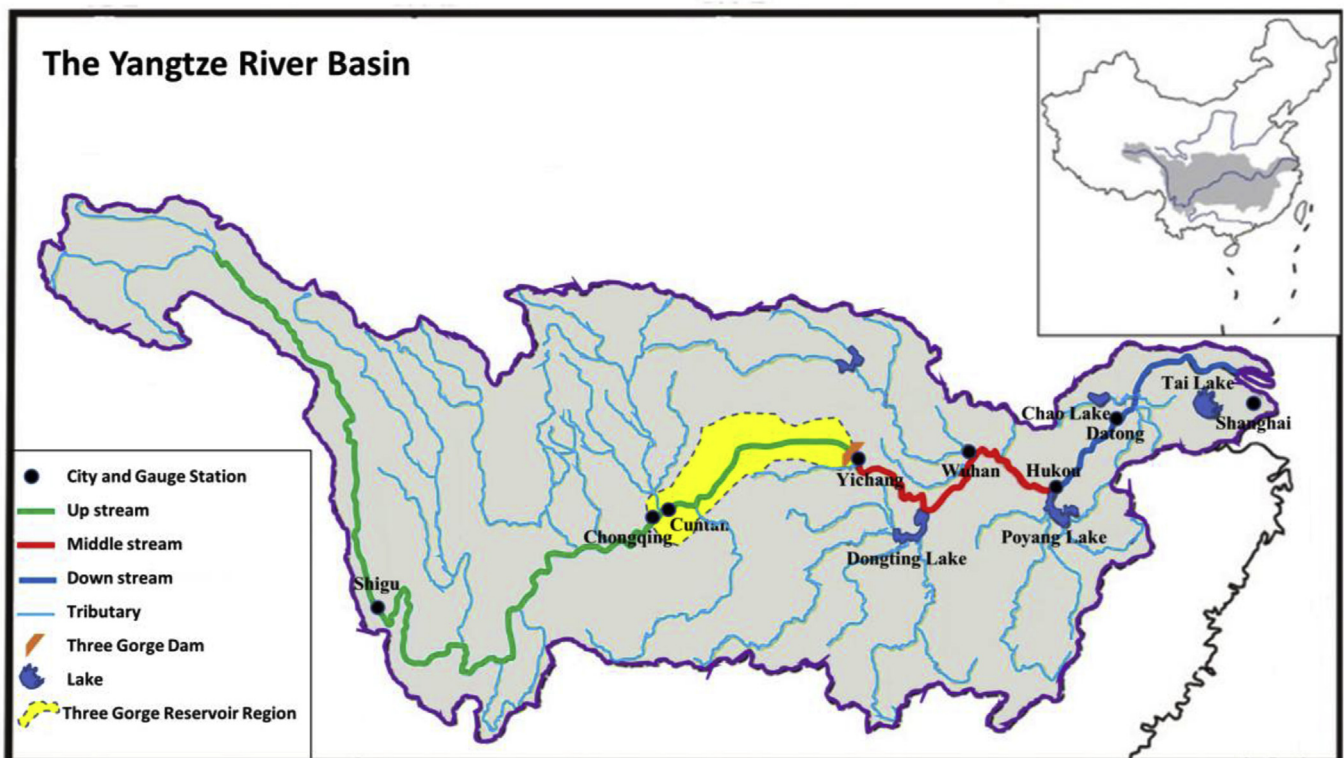 The Yangtze River Basin
Tai Lake
Chao Lake
Shanghai
Datong
Wuhan
Hukou
Yichang
City and Gauge Station
Up stream
Cuntan
Chongqing
Poyang Lake
Middle stream
Dongting Lake
Down stream
Shigu
Tributary
Three Gorge Dam
Lake
Three Gorge Reservoir Region